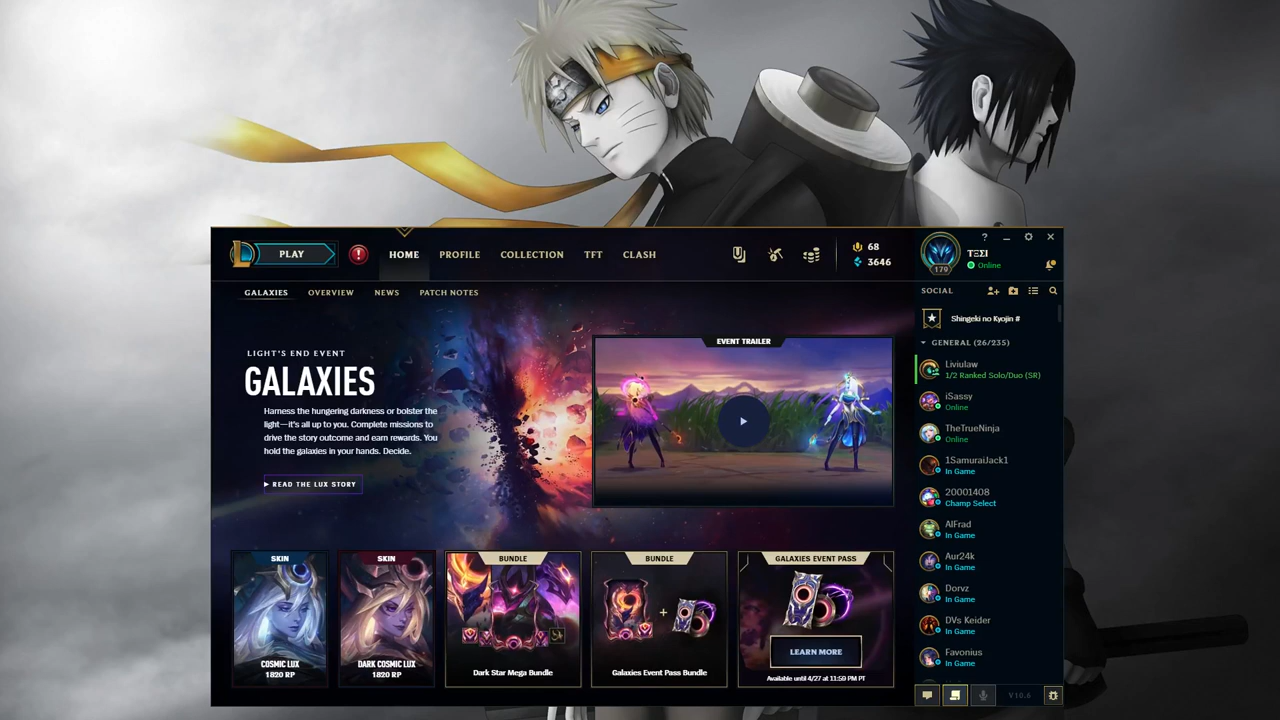 PLAY
HOME
PROFILE
COLLECTION
TFT
CLASH
68
3646
?
179
TΞΣI
Online
GALAXIES
OVERVIEW
NEWS
PATCH NOTES
LIGHT'S END EVENT
GALAXIES
Harness the hungering darkness or bolster the
light—it's all up to you. Complete missions to
drive the story outcome and earn rewards. You
hold the galaxies in your hands. Decide.
READ THE LUX STORY
EVENT TRAILER
SKIN
COSMIC LUX
1820 RP
SKIN
DARK COSMIC LUX
1820 RP
BUNDLE
Dark Star Mega Bundle
BUNDLE
+
Galaxies Event Pass Bundle
GALAXIES EVENT PASS
LEARN MORE
Available until 4/27 at 11:59 PM PT
SOCIAL
Shingeki no Kyojin #
GENERAL (26/235)
Liviulaw
1/2 Ranked Solo/Duo (SR)
iSassy
Online
TheTrueNinja
Online
1SamuraiJack1
In Game
20001408
Champ Select
AlFrad
In Game
Aur24k
In Game
Dorvz
In Game
DVs Keider
In Game
Favonius
In Game
V10.6